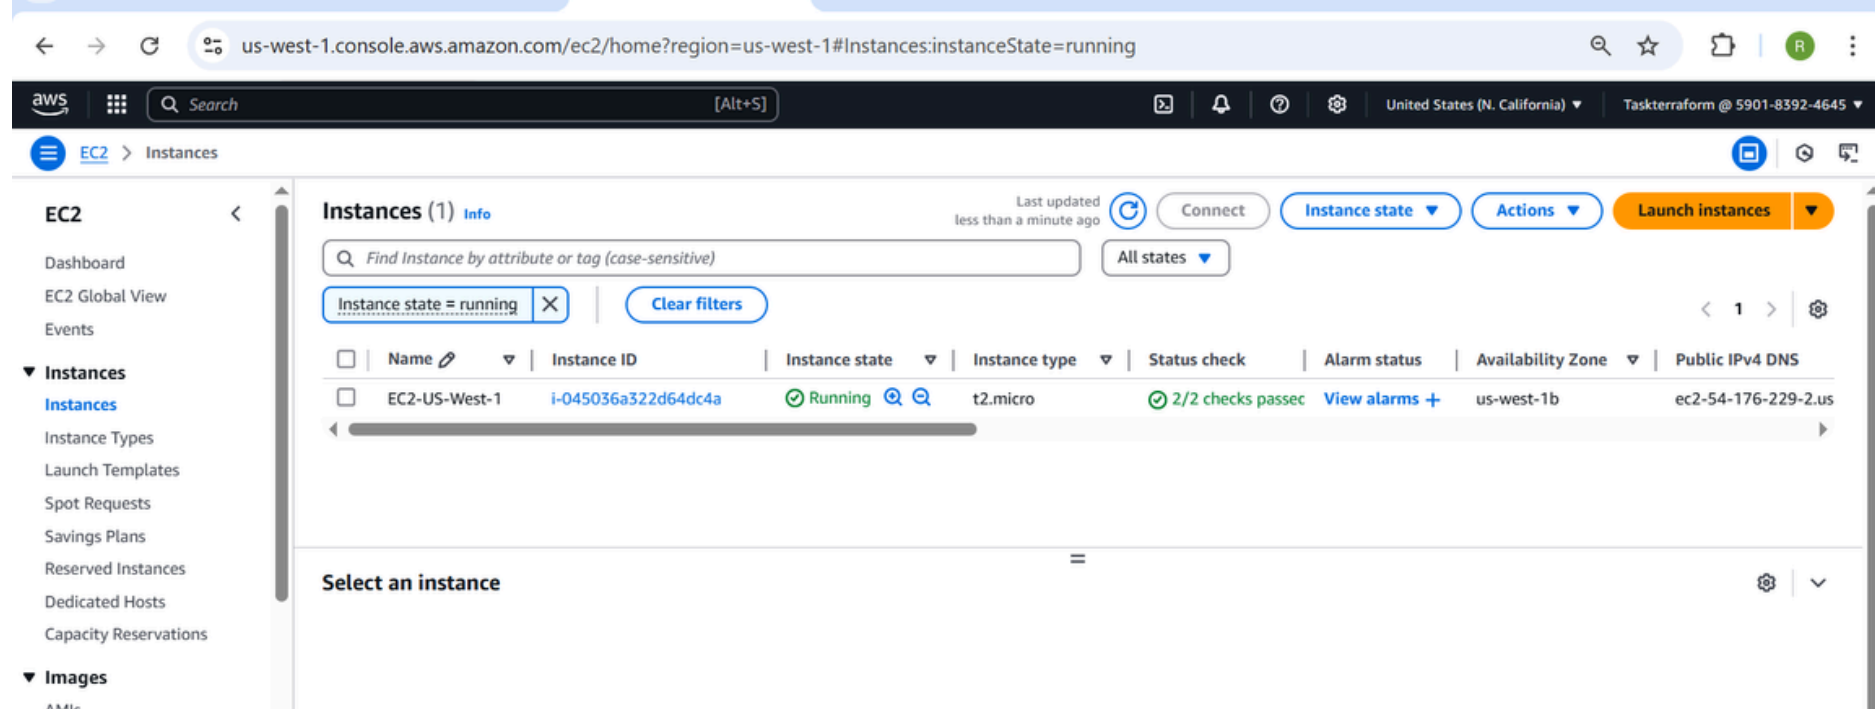 us-west-1.console.aws.amazon.com/ec2/home?region=us-west-1#Instances:instanceState=running
R
aws
Search
[Alt+S]
United States (N. California)
Taskterraform @ 5901-8392-4645
EC2 > Instances
EC2
Dashboard
EC2 Global View
Events
Instances
Instances
Instance Types
Launch Templates
Spot Requests
Savings Plans
Reserved Instances
Dedicated Hosts
Capacity Reservations
Images
AMIs
Instances (1) Info
Last updated
less than a minute ago
Connect
Instance state
Actions
Launch instances
Find Instance by attribute or tag (case-sensitive)
All states
Instance state = running
Clear filters
1
Name Instance ID Instance state Instance type Status check Alarm status Availability Zone Public IPv4 DNS
EC2-US-West-1 i-045036a322d64dc4a Running t2.micro 2/2 checks passec View alarms + us-west-1b ec2-54-176-229-2.us
Select an instance